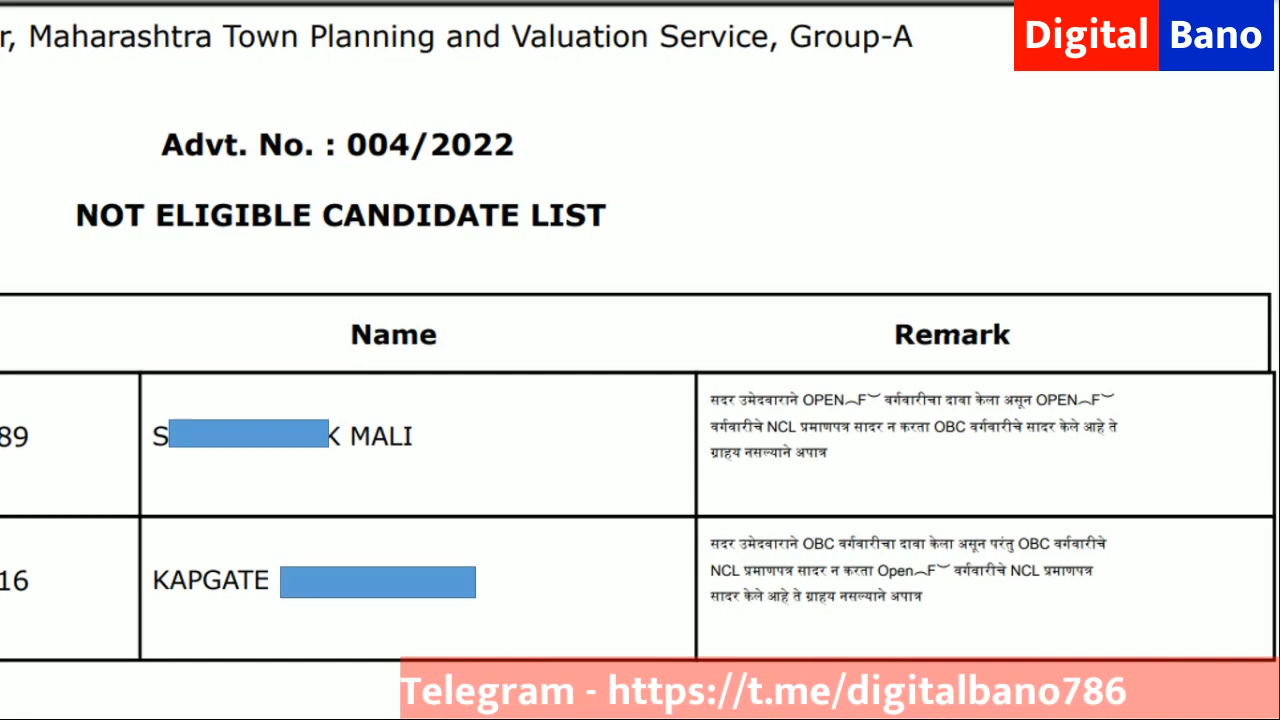 r, Maharashtra Town Planning and Valuation Service, Group-A
Digital Bano
Advt. No. : 004/2022
NOT ELIGIBLE CANDIDATE LIST
Name Remark
89 S K MALI
सदर उमेदवाराने OPEN⁔F⁀ वर्गवारीचा दावा केला असून OPEN⁔F⁀
वर्गवारीचे NCL प्रमाणपत्र सादर न करता OBC वर्गवारीचे सादर केले आहे ते
ग्राहय नसल्याने अपात्र
16 KAPGATE
सदर उमेदवाराने OBC वर्गवारीचा दावा केला असून परंतु OBC वर्गवारीचे
NCL प्रमाणपत्र सादर न करता Open⁔F⁀ वर्गवारीचे NCL प्रमाणपत्र
सादर केले आहे ते ग्राहय नसल्याने अपात्र
Telegram - https://t.me/digitalbano786